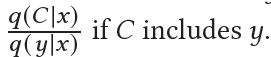 q(C|x)
q(y|x) if C includes y.